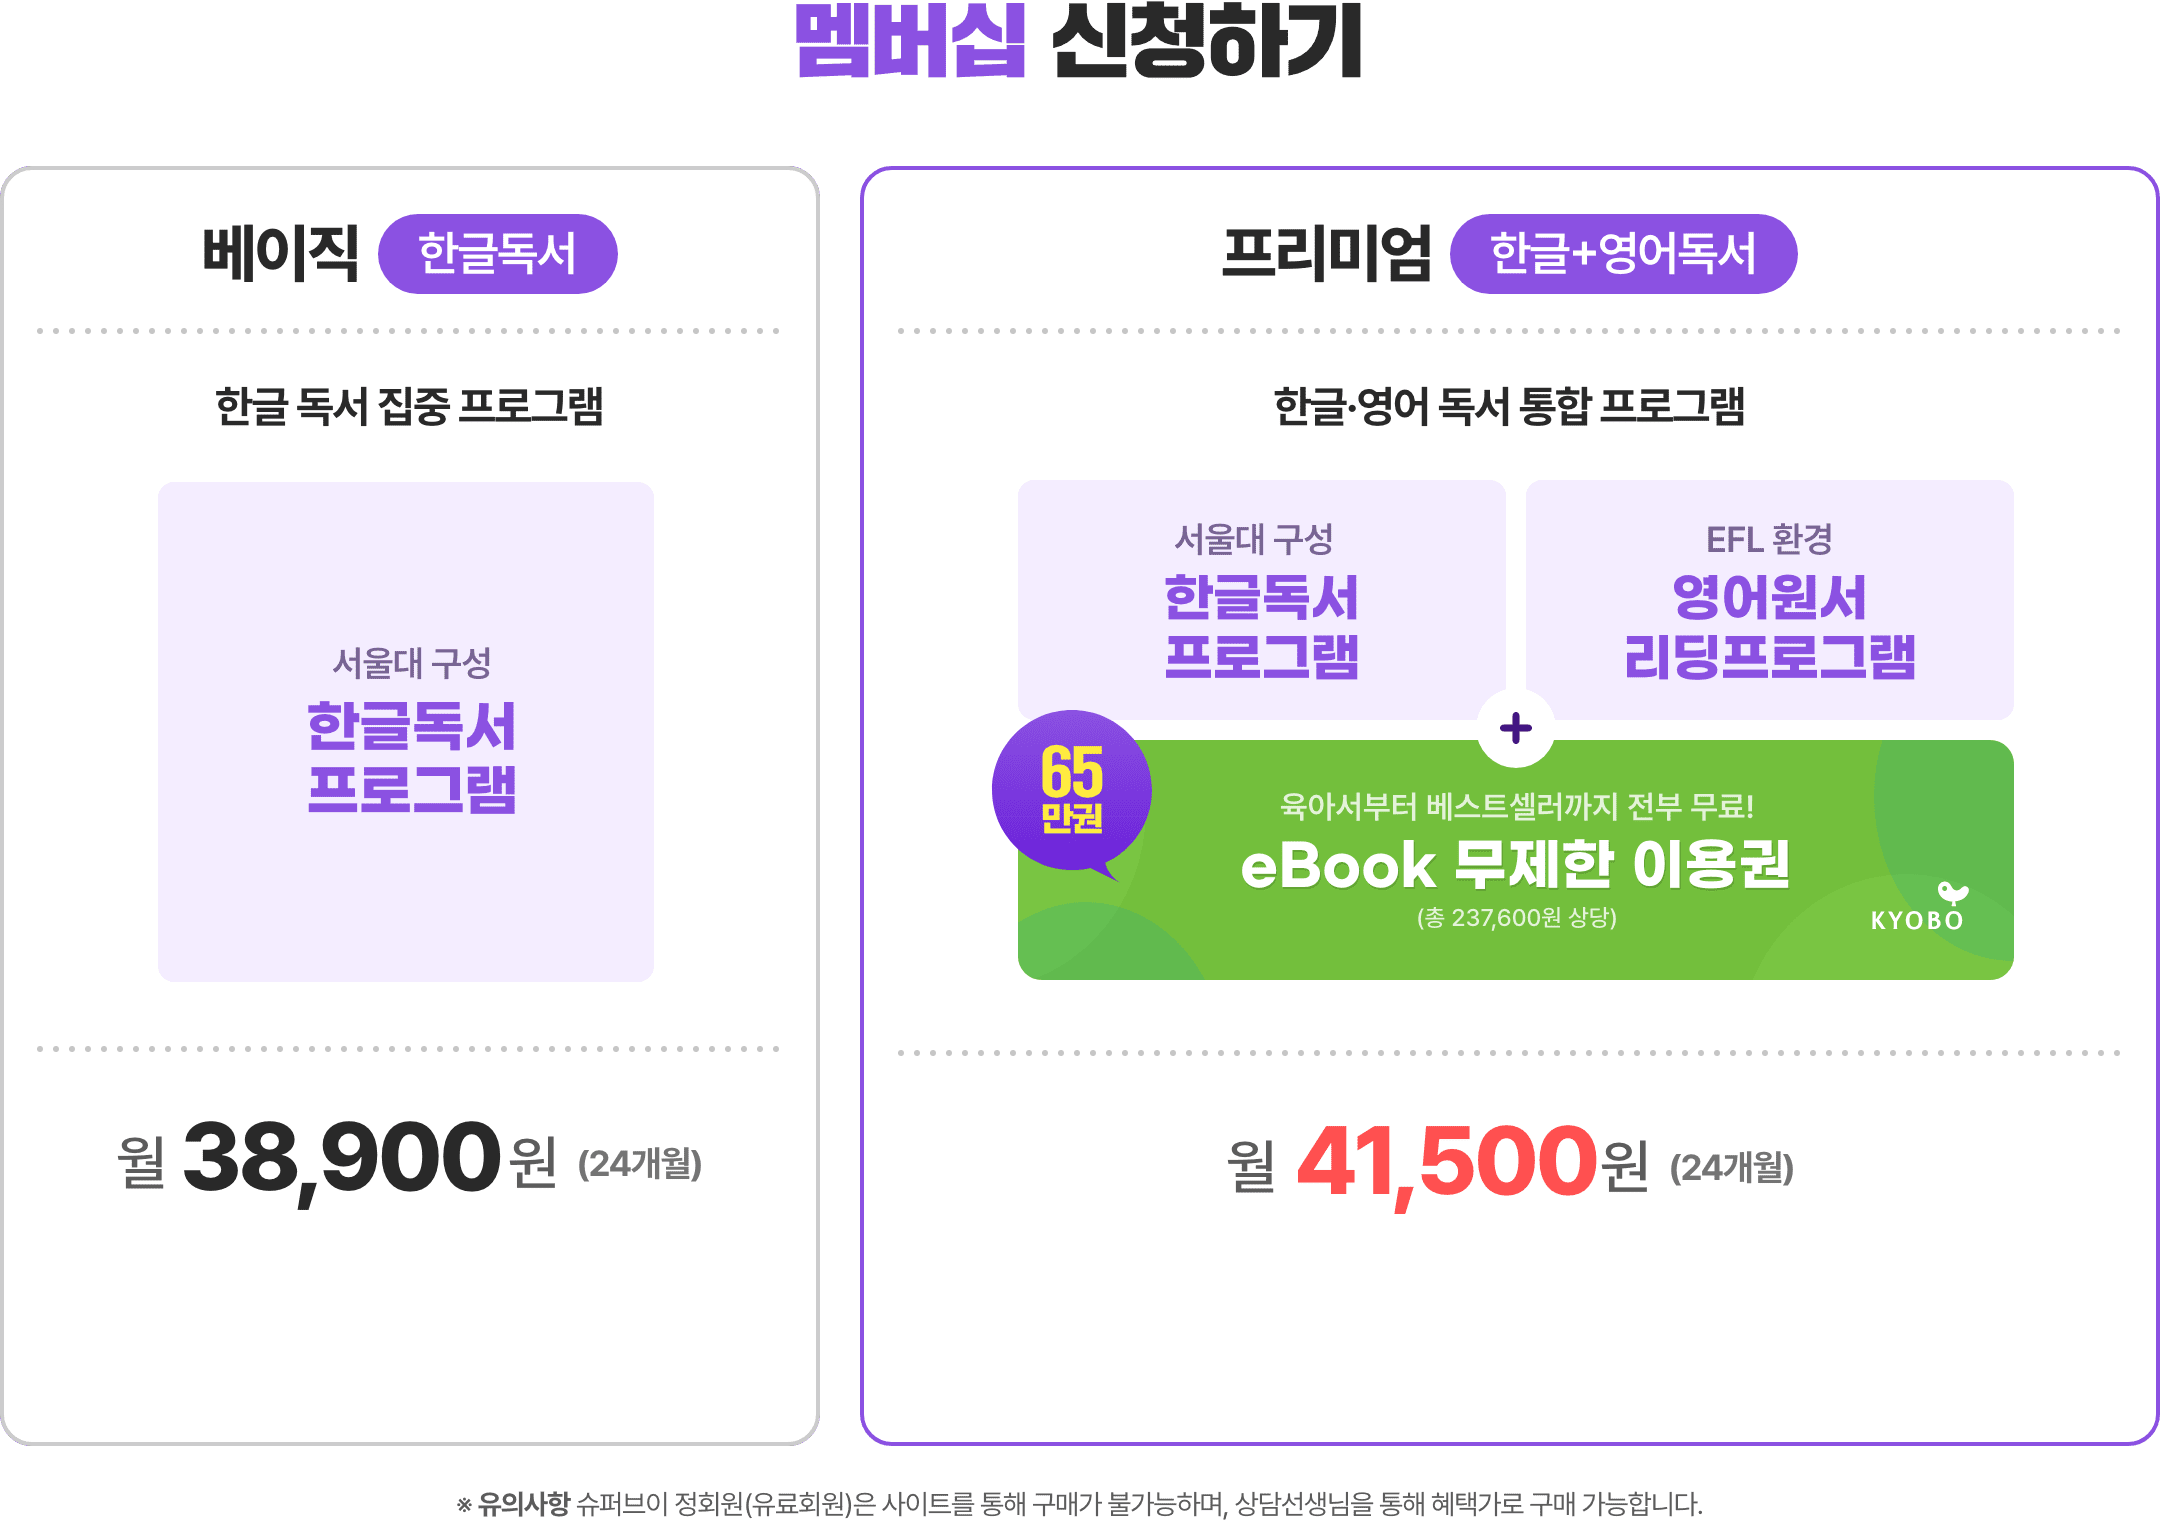 멤버십 신청하기
베이직 한글독서
한글 독서 집중 프로그램
서울대 구성
한글독서
프로그램
월 38,900원 (24개월)
프리미엄 한글+영어독서
한글·영어 독서 통합 프로그램
서울대 구성
한글독서
프로그램
EFL 환경
영어원서
리딩프로그램
+
65
만권
육아서부터 베스트셀러까지 전부 무료!
eBook 무제한 이용권
(총 237,600원 상당)
KYOBO
월 41,500원 (24개월)
※ 유의사항 슈퍼브이 정회원(유료회원)은 사이트를 통해 구매가 불가능하며, 상담선생님을 통해 혜택가로 구매 가능합니다.